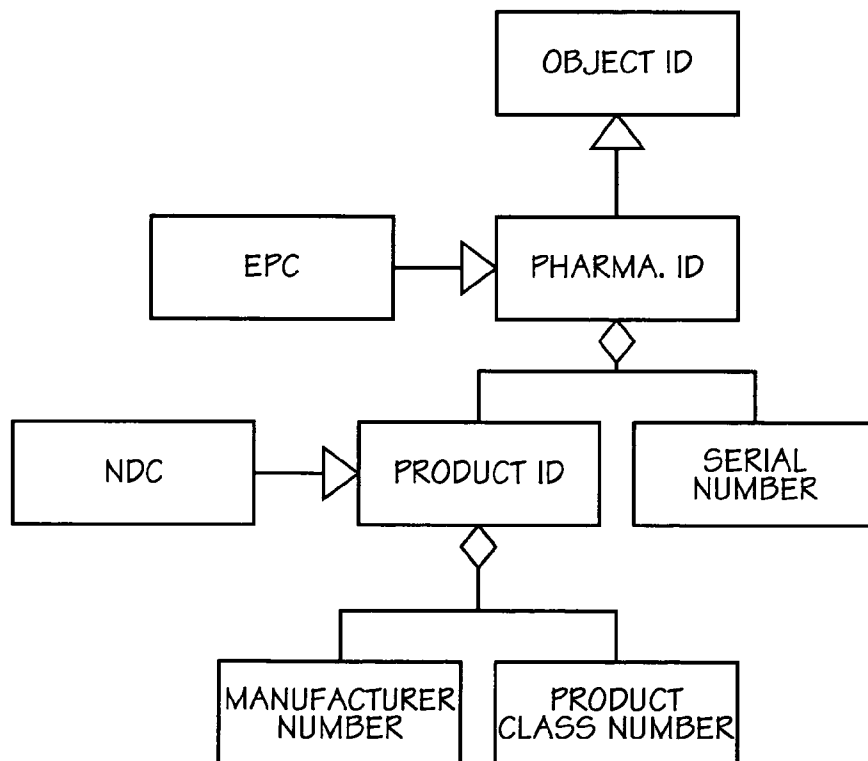 OBJECT ID
EPC
PHARMA. ID
NDC
PRODUCT ID
SERIAL
NUMBER
MANUFACTURER
NUMBER
PRODUCT
CLASS NUMBER